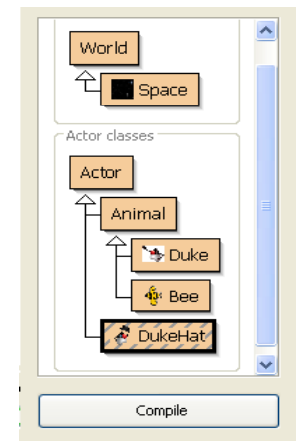 World
Space
Actor classes
Actor
Animal
Duke
Bee
DukeHat
Compile